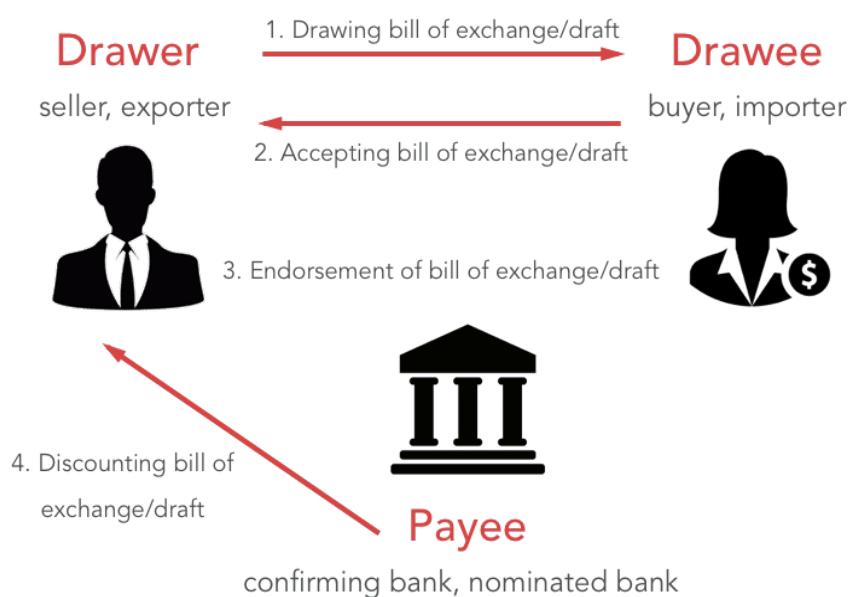 1. Drawing bill of exchange/draft
Drawer
Drawee
seller, exporter
buyer, importer
2. Accepting bill of exchange/draft
3. Endorsement of bill of exchange/draft
$
4. Discounting bill of
exchange/draft
Payee
confirming bank, nominated bank